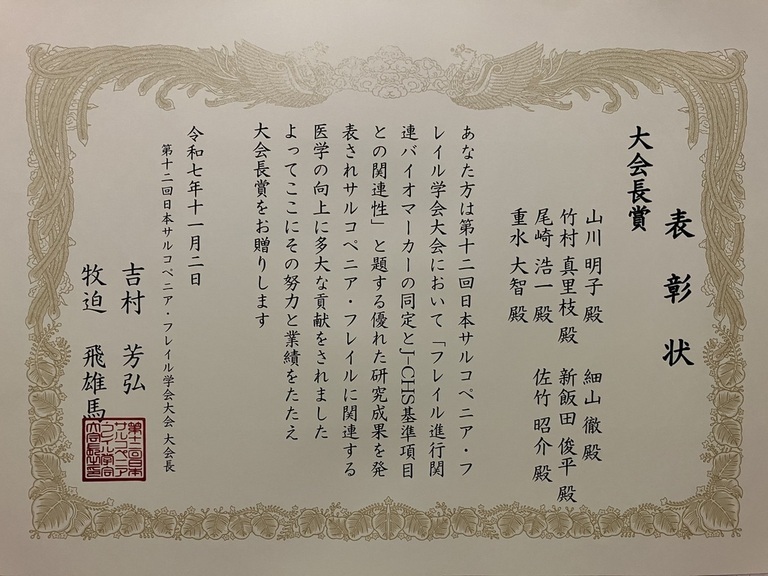 表彰状
大会長賞
山川 明子 殿　細山 徹 殿
竹村 真里枝 殿　新飯田 俊平 殿
尾崎 浩一 殿　佐竹 昭介 殿
重水 大智 殿
あなた方は第十二回日本サルコペニア・フ
レイル学会大会において「フレイル進行関
連バイオマーカーの同定とJ-CHS基準項目
との関連性」と題する優れた研究成果を発
表されサルコペニア・フレイルに関連する
医学の向上に多大な貢献をされました
よってここにその努力と業績をたたえ
大会長賞をお贈りします
令和七年十一月二日
第十二回日本サルコペニア・フレイル学会大会 大会長
吉村 芳弘
牧迫 飛雄馬